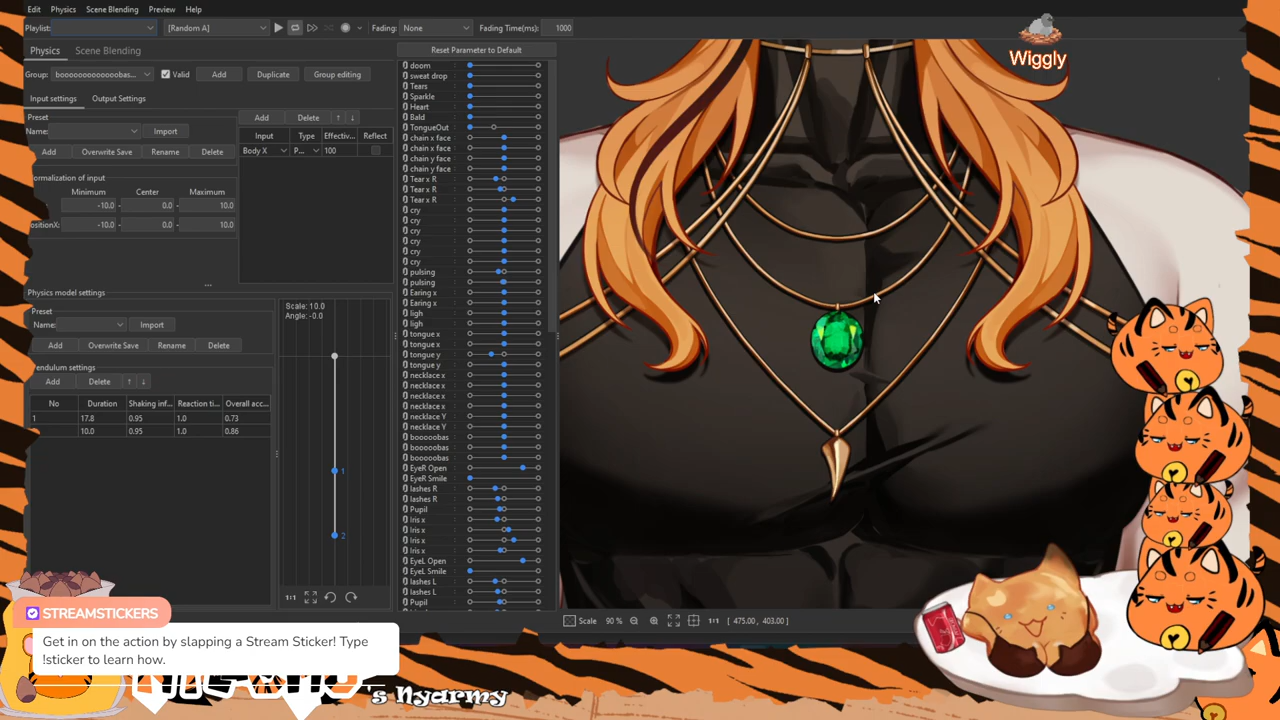 Edit Physics Scene Blending Preview Help
Playlist: [Random A] Fading: None Fading Time(ms): 1000
Physics Scene Blending
Group: boooooooooooooobas... Valid Add Duplicate Group editing
Input settings Output Settings
Preset
Name: Import
Add Overwrite Save Rename Delete
Add Delete
Input Type Effectiv... Reflect
Body X P... 100
ormalization of input
Minimum Center Maximum
-10.0 - 0.0 - 10.0
ositionX: -10.0 - 0.0 - 10.0
Physics model settings
Preset
Name: Import
Add Overwrite Save Rename Delete
Pendulum settings
Add Delete
No Duration Shaking inf... Reaction ti... Overall acc...
1 17.8 0.95 1.0 0.73
10.0 0.95 1.0 0.86
Scale: 10.0
Angle: -0.0
1
2
1:1
Reset Parameter to Default
doom
sweat drop
Tears
Sparkle
Heart
Bald
TongueOut
chain x face
chain x face
chain y face
chain y face
Tear x R
Tear x R
Tear x R
cry
cry
cry
cry
cry
cry
pulsing
pulsing
Earing x
Earing x
ligh
ligh
tongue x
tongue x
tongue y
tongue y
necklace x
necklace x
necklace x
necklace x
necklace Y
necklace Y
booooobas
booooobas
booooobas
EyeR Open
EyeR Smile
lashes R
lashes R
Pupil
Iris x
Iris x
Iris x
Iris x
EyeL Open
EyeL Smile
lashes L
lashes L
Pupil
Wiggly
Scale 90 % 1:1 [ 475.00, 403.00 ]
STREAMSTICKERS
Get in on the action by slapping a Stream Sticker! Type
!sticker to learn how.
's Nyarmy